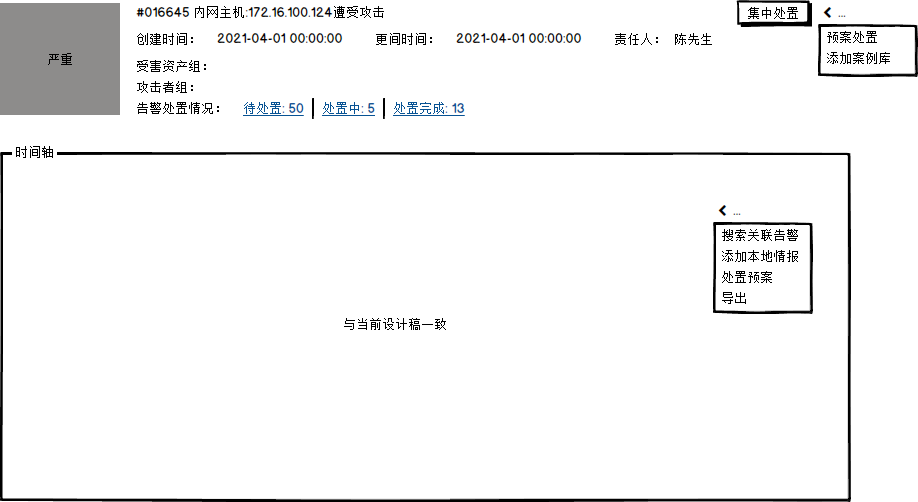 严重
#016645 内网主机:172.16.100.124遭受攻击
集中处置
...
预案处置
添加案例库
创建时间： 2021-04-01 00:00:00 更间时间： 2021-04-01 00:00:00 责任人： 陈先生
受害资产组：
攻击者组：
告警处置情况： 待处置: 50 处置中: 5 处置完成: 13
时间轴
...
搜索关联告警
添加本地情报
处置预案
导出
与当前设计稿一致